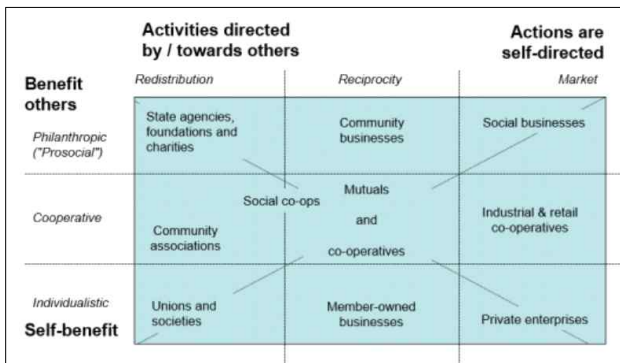 Activities directed
by / towards others
Actions are
self-directed
Benefit
others
Redistribution
Reciprocity
Market
Philanthropic
("Prosocial")
State agencies,
foundations and
charities
Community
businesses
Social businesses
Cooperative
Social co-ops
Community
associations
Mutuals
and
co-operatives
Industrial & retail
co-operatives
Individualistic
Self-benefit
Unions and
societies
Member-owned
businesses
Private enterprises